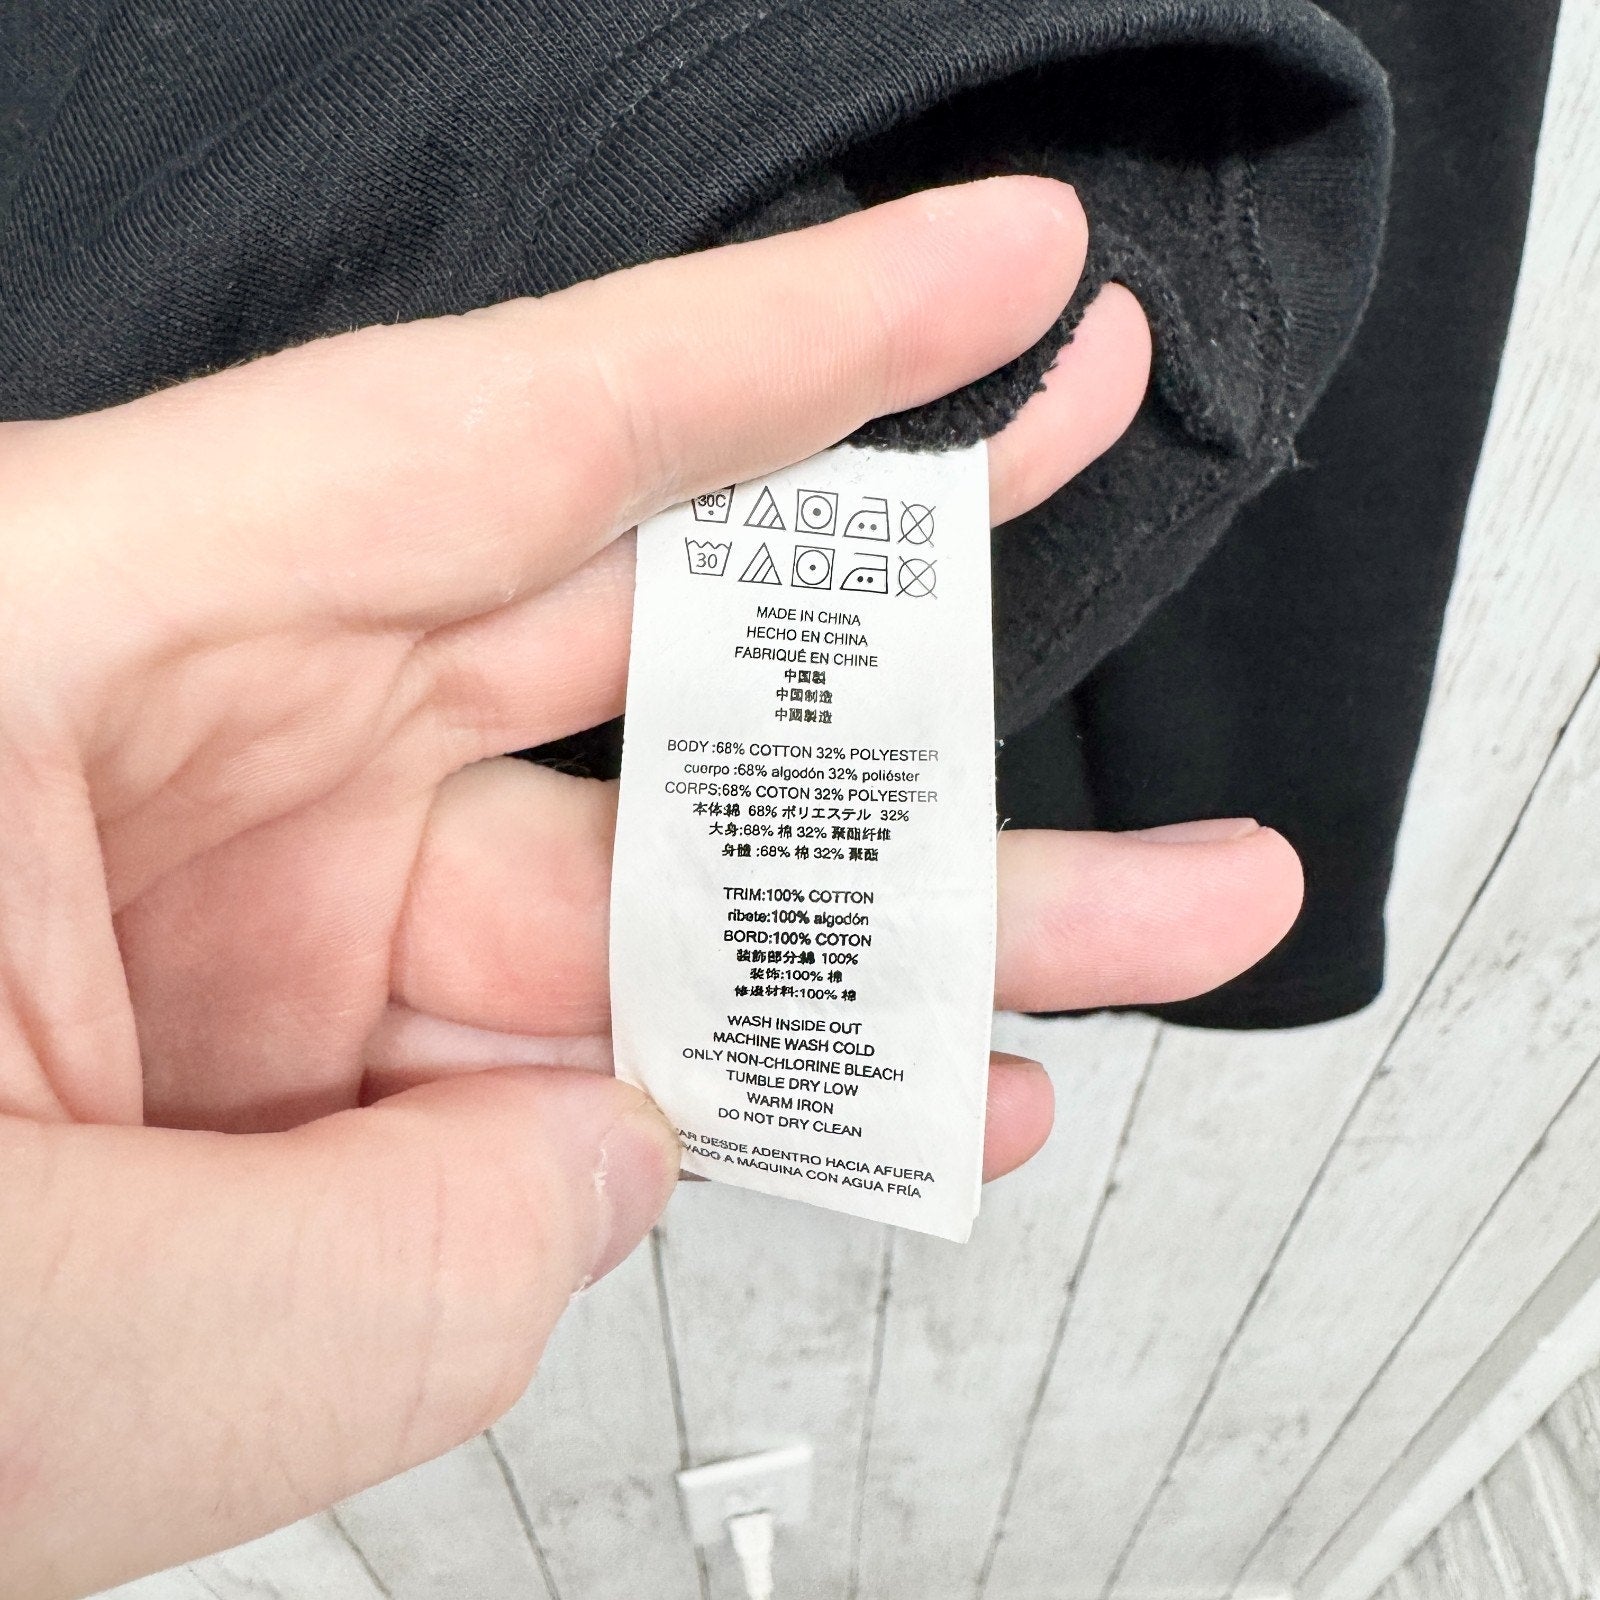 30C
30
MADE IN CHINA
HECHO EN CHINA
FABRIQUÉ EN CHINE
中国製
中国制造
中國製造
BODY :68% COTTON 32% POLYESTER
cuerpo :68% algodón 32% poliéster
CORPS:68% COTON 32% POLYESTER
本体綿 68% ポリエステル 32%
大身:68% 棉 32% 聚酯纤维
身體 :68% 棉 32% 聚酯
TRIM:100% COTTON
ribete:100% algodón
BORD:100% COTON
装飾部分綿 100%
装饰:100% 棉
修邊材料:100% 棉
WASH INSIDE OUT
MACHINE WASH COLD
ONLY NON-CHLORINE BLEACH
TUMBLE DRY LOW
WARM IRON
DO NOT DRY CLEAN
DESDE ADENTRO HACIA AFUERA
A MÁQUINA CON AGUA FRÍA